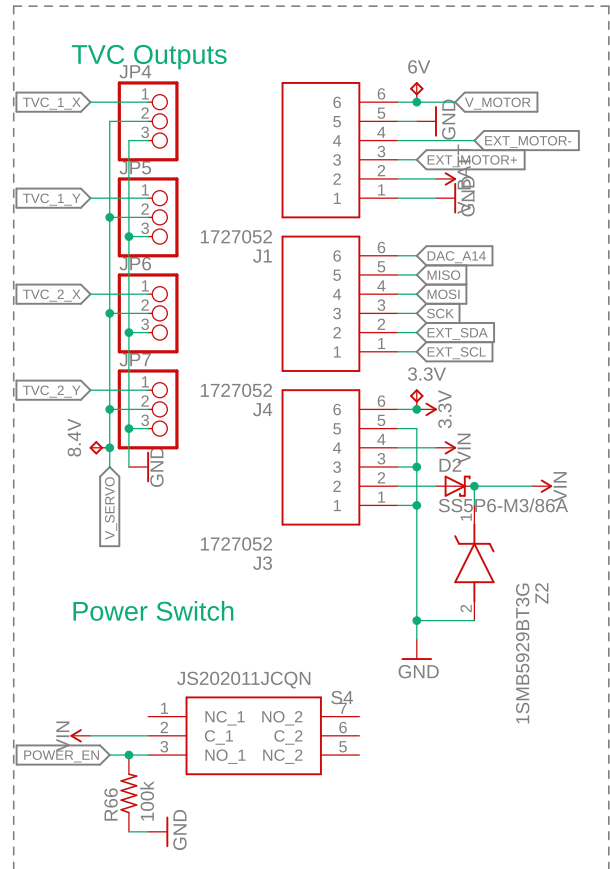 TVC Outputs
JP4
TVC_1_X
1
2
3
JP5
TVC_1_Y
1
2
3
JP6
TVC_2_X
1
2
3
JP7
TVC_2_Y
1
2
3
8.4V
GND
V_SERVO
6V
6 6 V_MOTOR
5 5 GND
4 4 EXT_MOTOR-
3 3 EXT_MOTOR+
2 2
1 1 GND
1727052
J1
6 6 DAC_A14
5 5 MISO
4 4 MOSI
3 3 SCK
2 2 EXT_SDA
1 1 EXT_SCL
1727052
J4
3.3V
6 6 3.3V
5 5
4 4 VIN
3 3
2 2
1 1
D2
SS5P6-M3/86A
VIN
1727052
J3
1
2
1SMB5929BT3G
Z2
GND
Power Switch
JS202011JCQN
S4
1 NC_1 NO_2 7
2 C_1 C_2 6
3 NO_1 NC_2 5
VIN
POWER_EN
R66
100k
GND